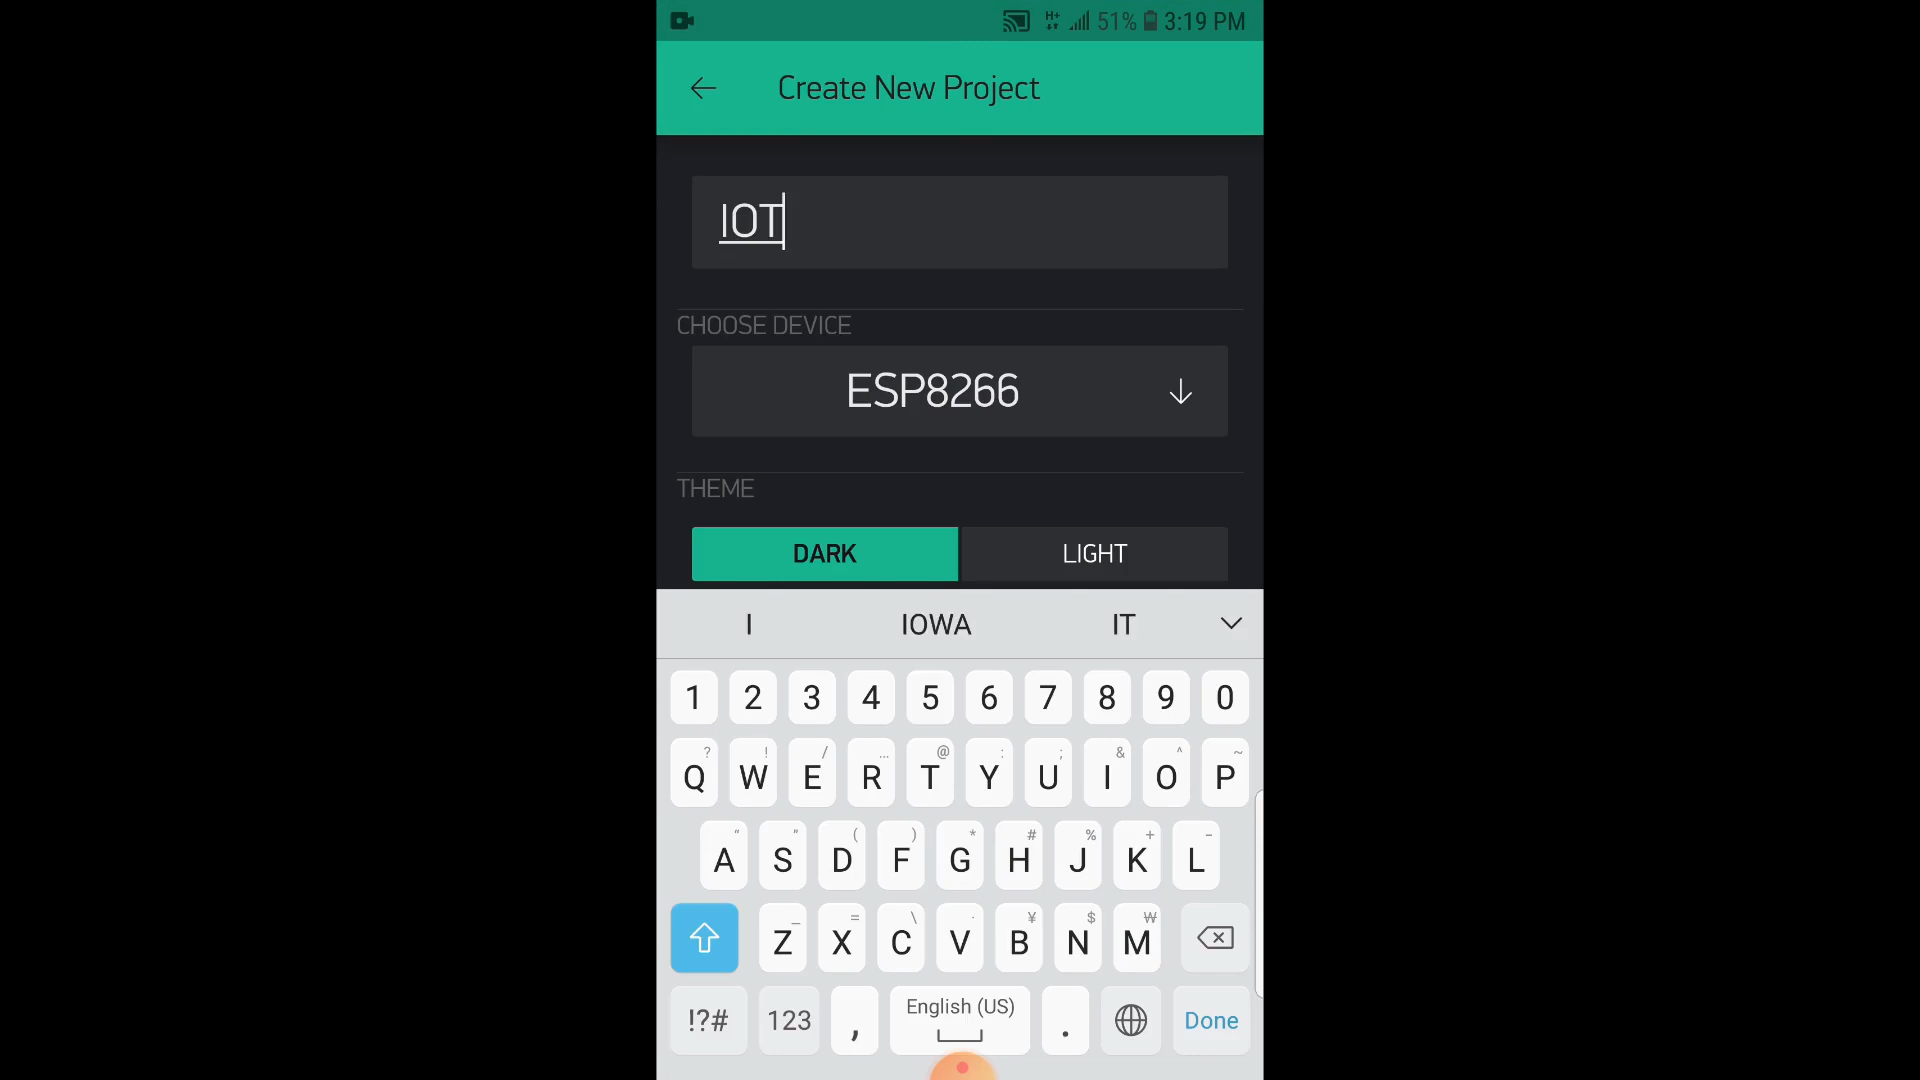 H+ 51% 3:19 PM
Create New Project
IOT
CHOOSE DEVICE
ESP8266
THEME
DARK LIGHT
I IOWA IT
1 2 3 4 5 6 7 8 9 0
? ! / ... @ : ; & ^ ~
Q W E R T Y U I O P
“ ” ( ) * # % + -
A S D F G H J K L
_ = \ · ¥ $ ₩
Z X C V B N M
!?# 123 , English (US) . Done